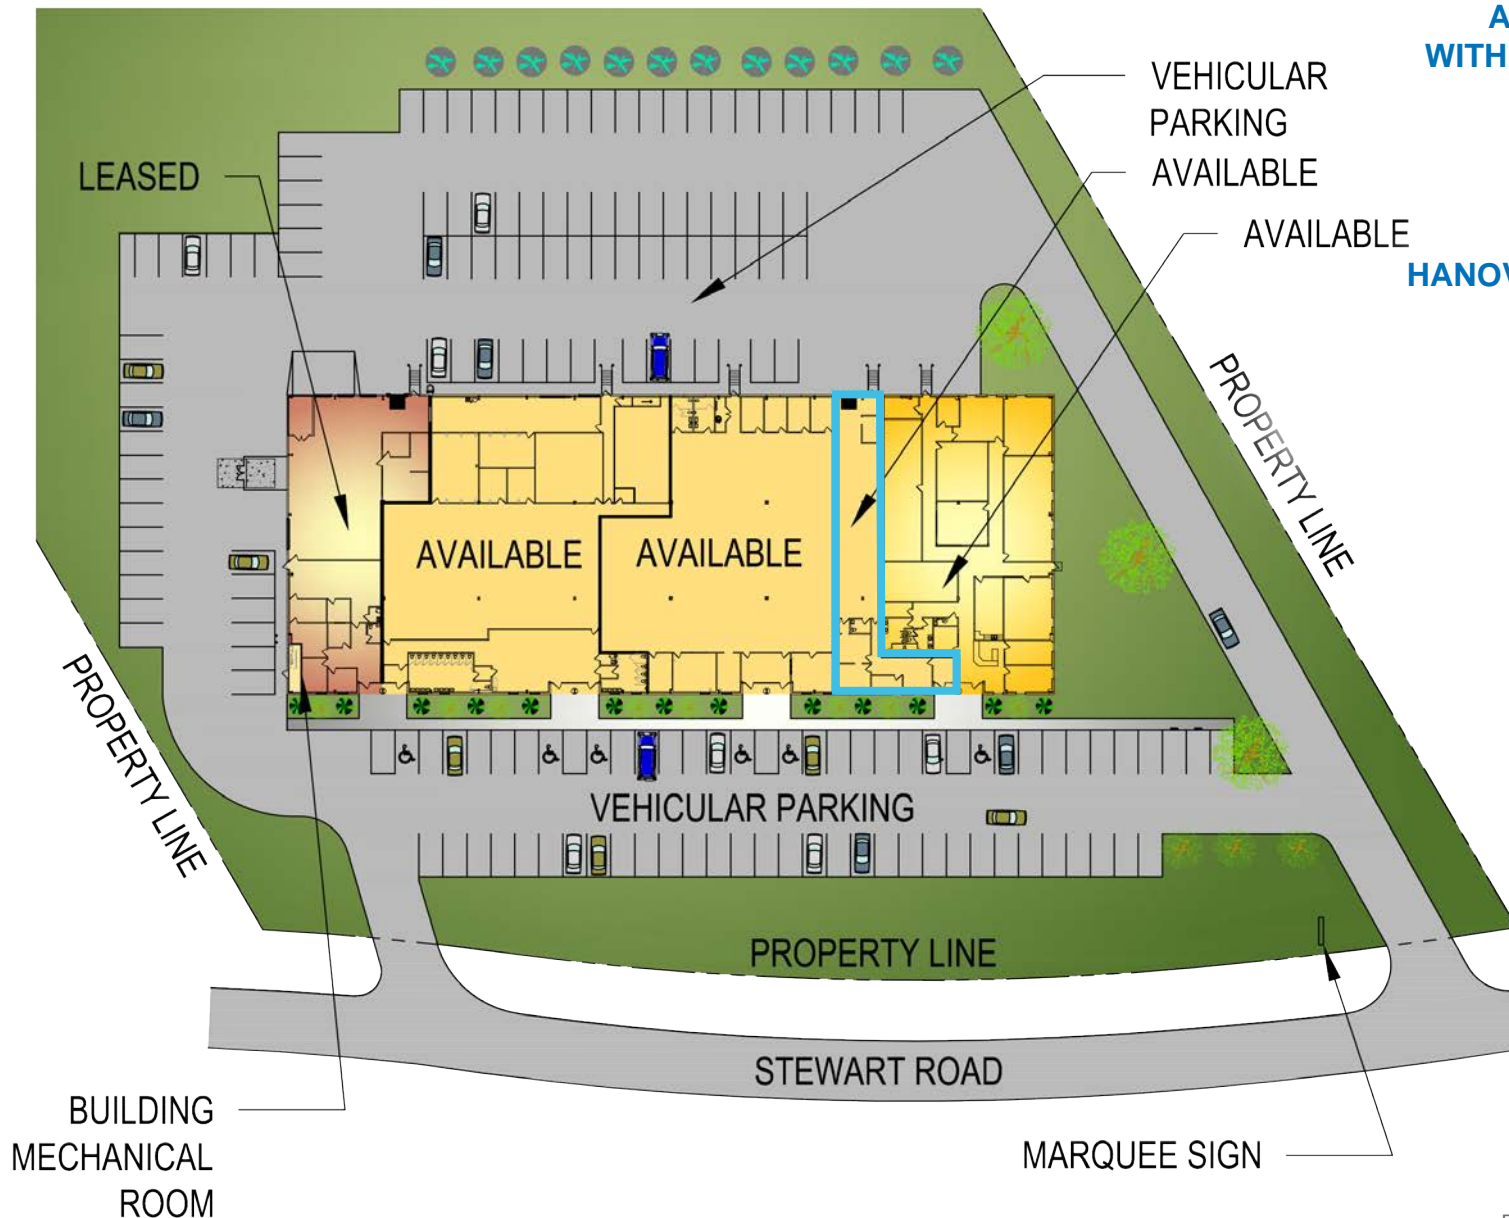 A
WITH
VEHICULAR
PARKING
LEASED
AVAILABLE
AVAILABLE
HANOV
PROPERTY LINE
AVAILABLE
AVAILABLE
PROPERTY LINE
VEHICULAR PARKING
PROPERTY LINE
STEWART ROAD
BUILDING
MECHANICAL
ROOM
MARQUEE SIGN